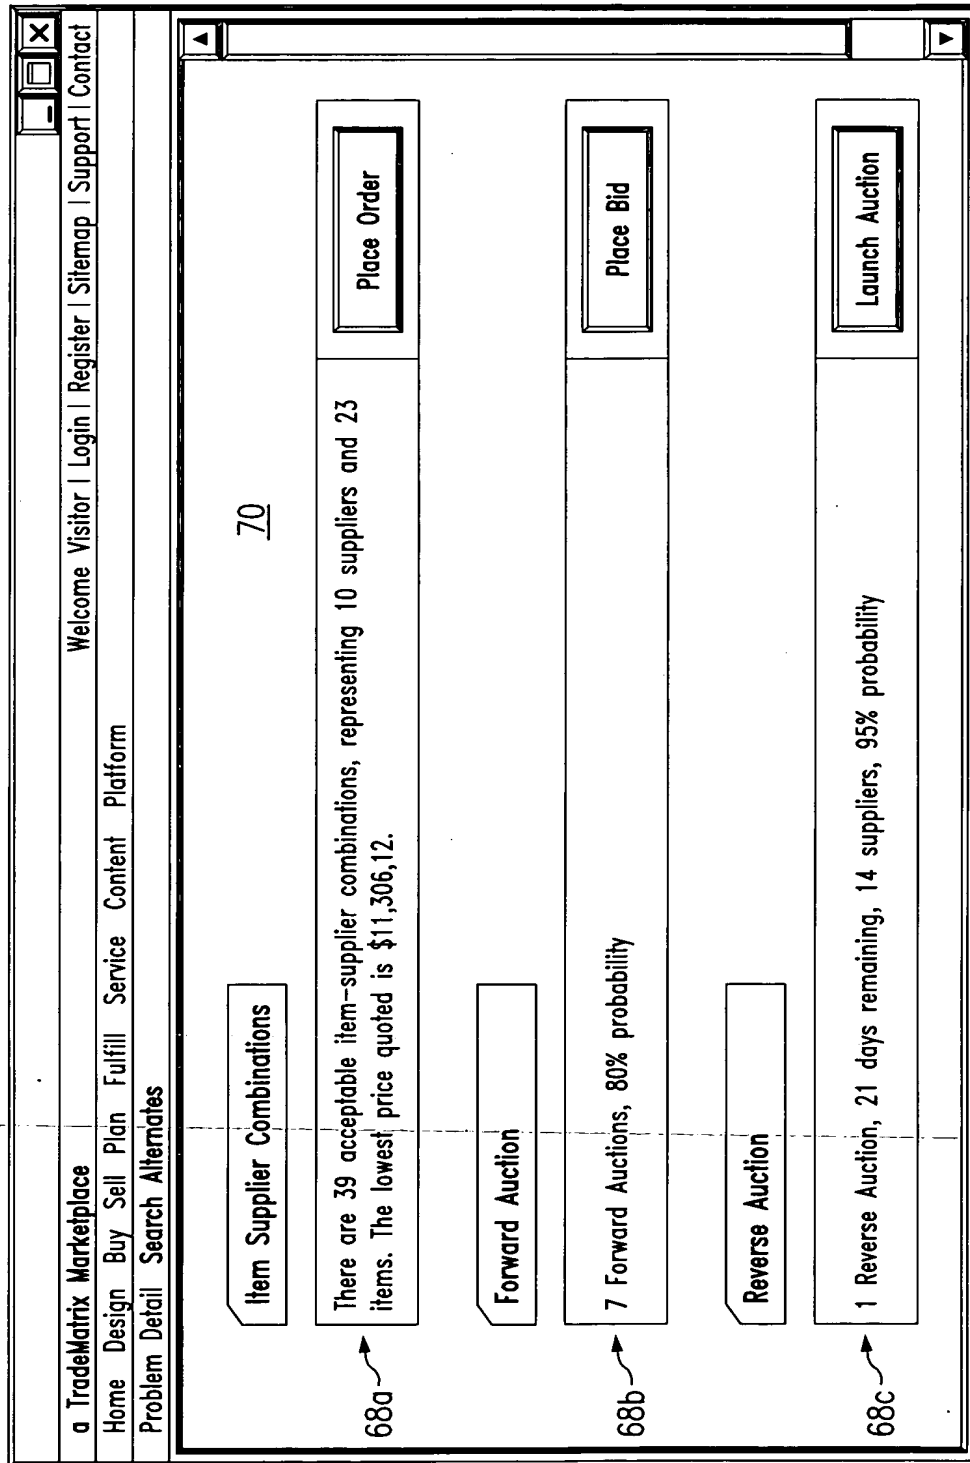 a TradeMatrix Marketplace
Welcome Visitor | Login | Register | Sitemap | Support | Contact
Home Design Buy Sell Plan Fulfill Service Content Platform
Problem Detail Search Alternates
Item Supplier Combinations
70
68a
There are 39 acceptable item-supplier combinations, representing 10 suppliers and 23
items. The lowest price quoted is $11,306,12.
Place Order
Forward Auction
68b
7 Forward Auctions, 80% probability
Place Bid
Reverse Auction
68c
1 Reverse Auction, 21 days remaining, 14 suppliers, 95% probability
Launch Auction